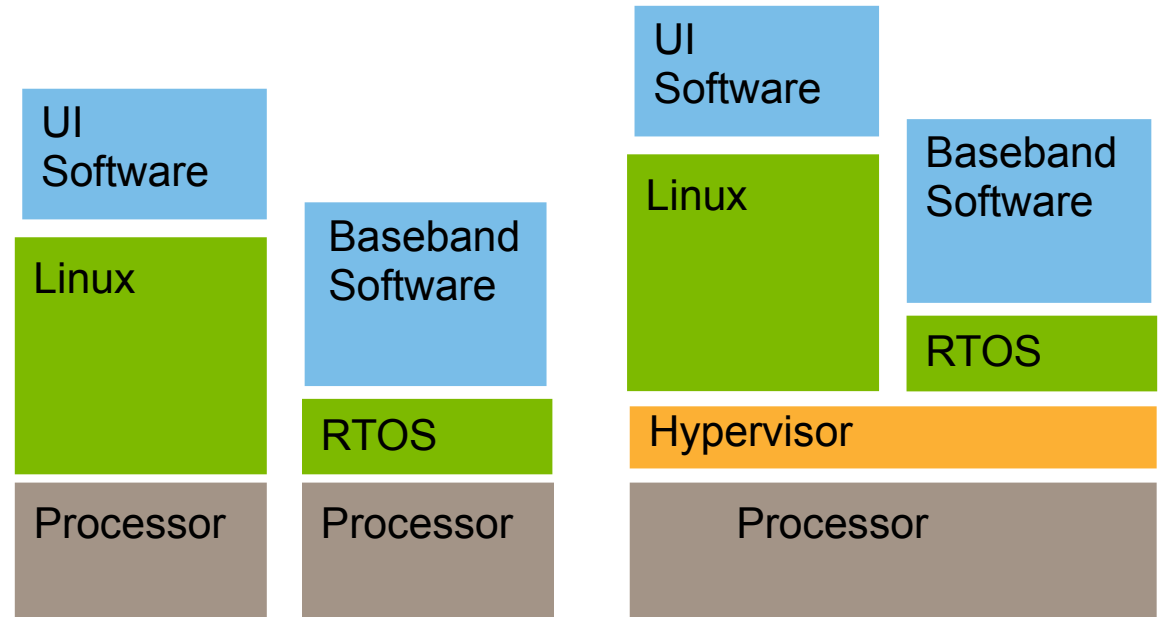 UI
Software
Linux
Processor
Baseband
Software
RTOS
Processor
UI
Software
Linux
Baseband
Software
RTOS
Hypervisor
Processor